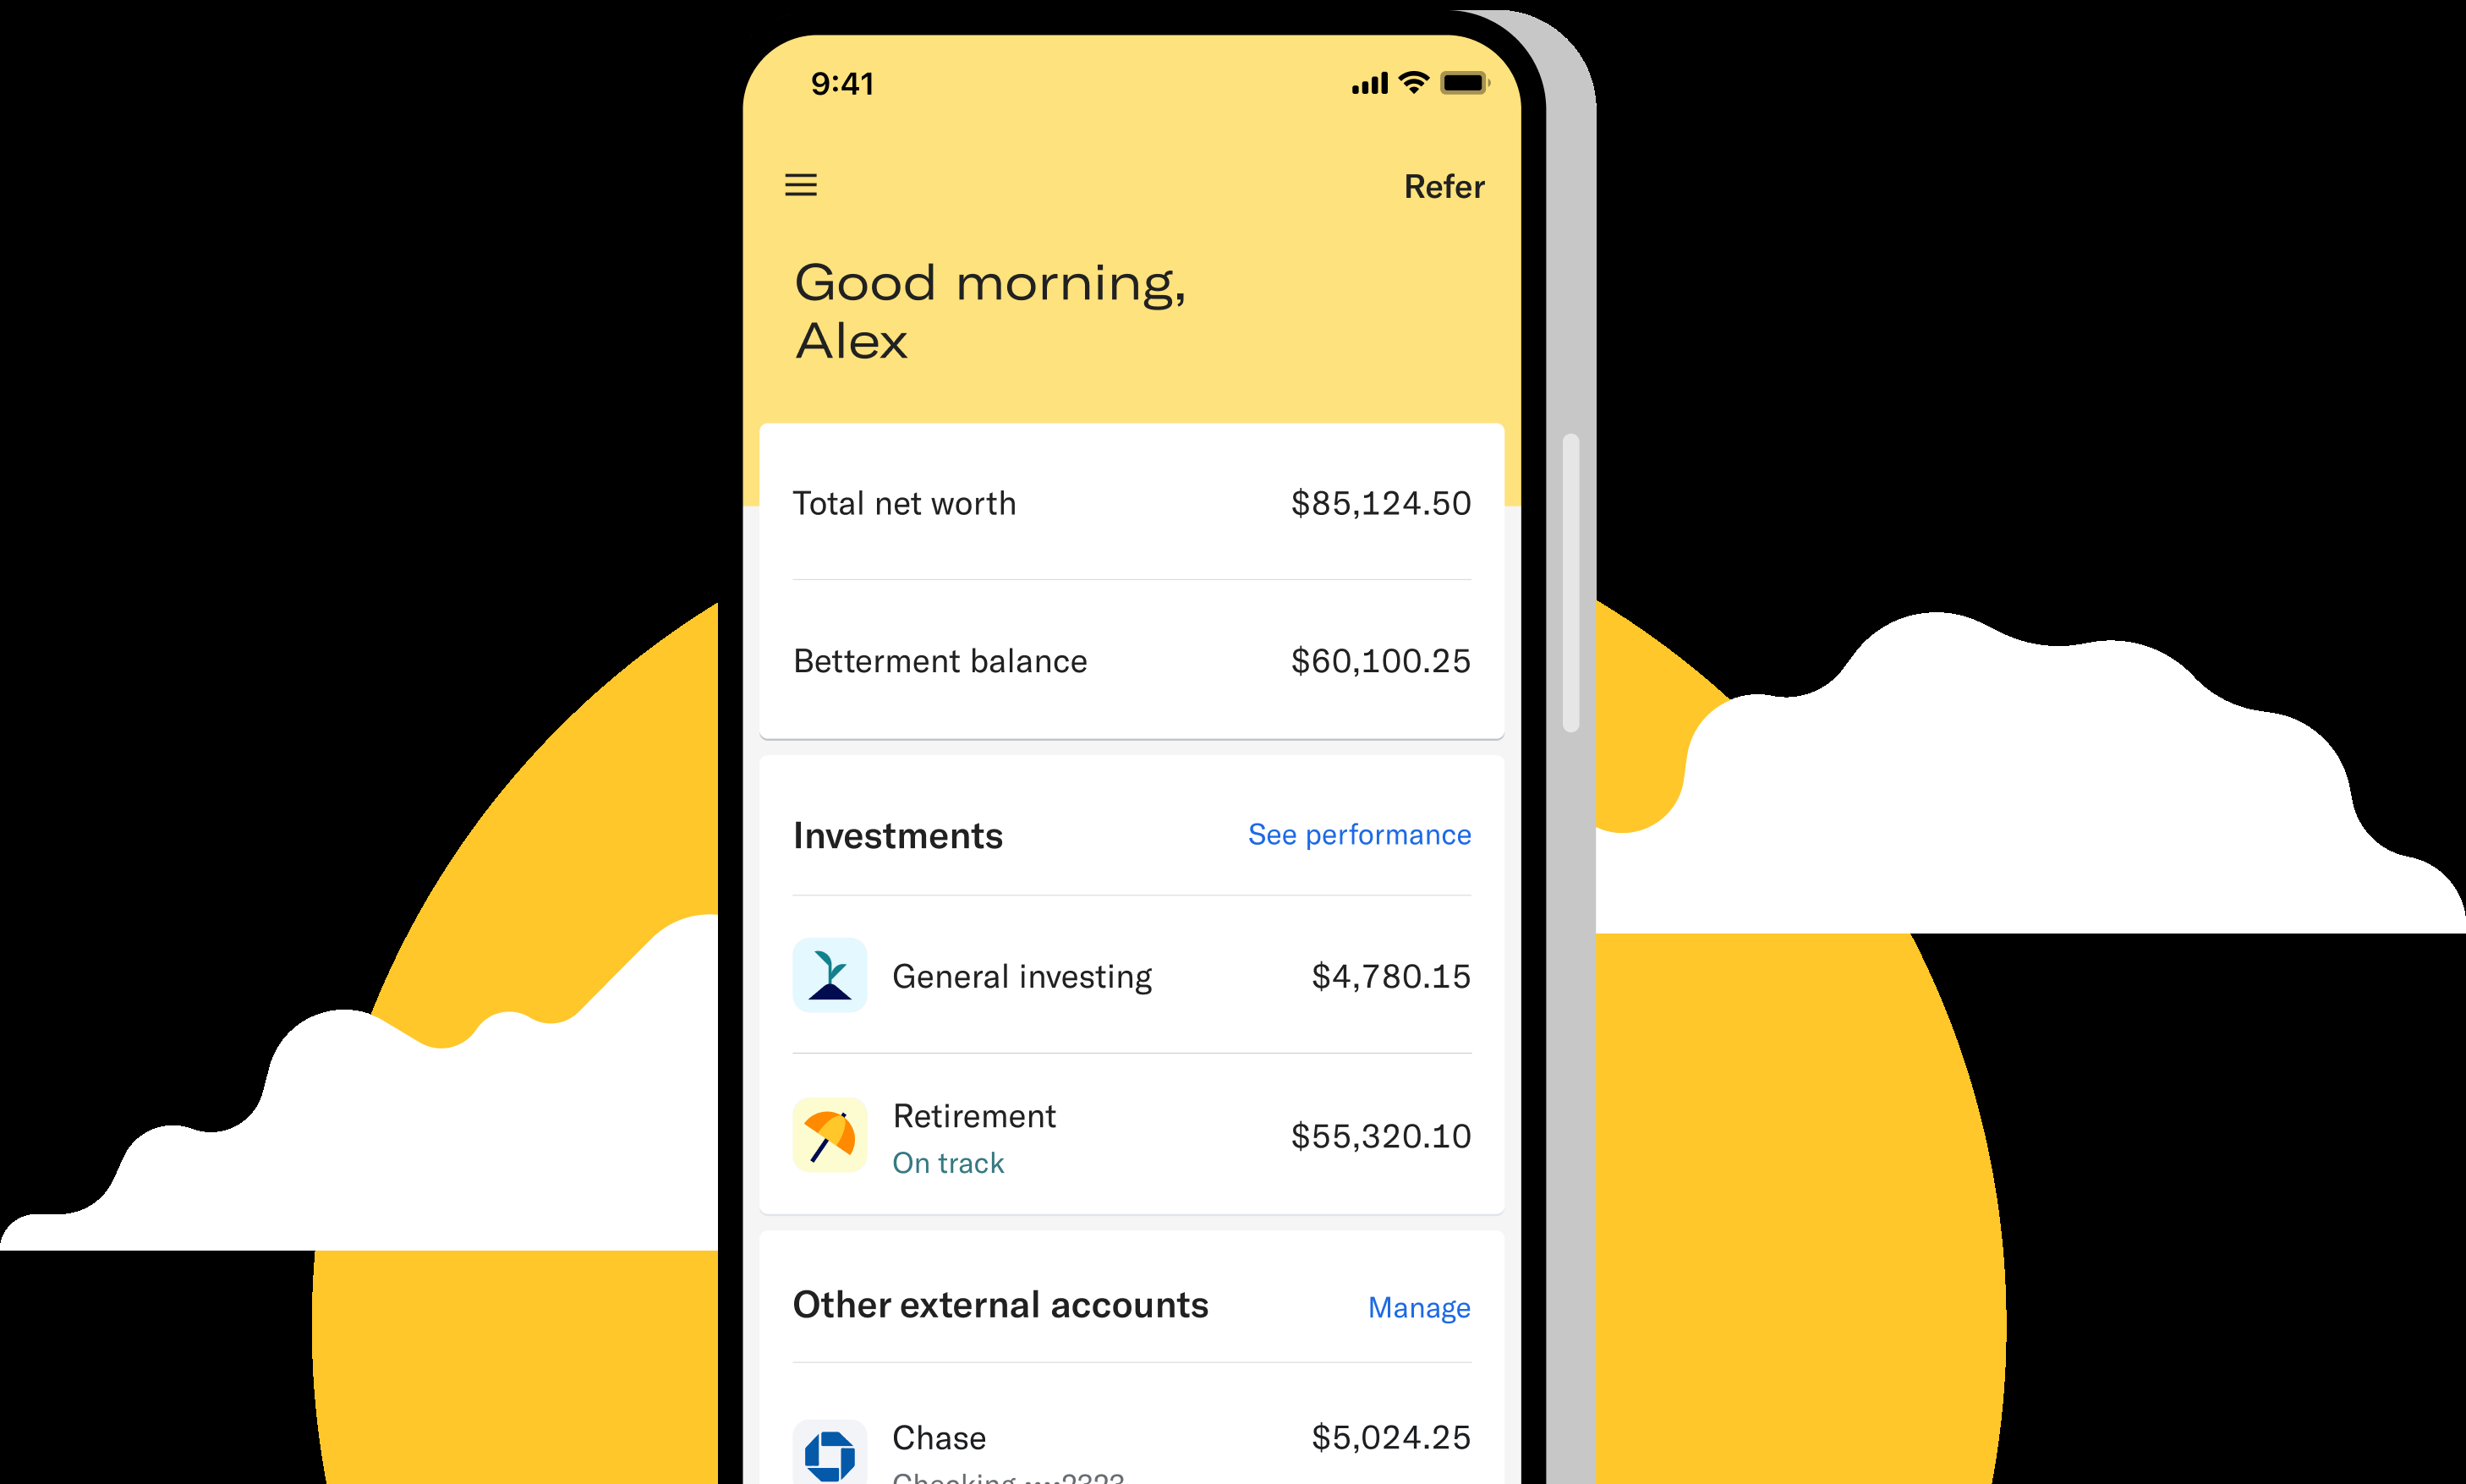 9:41
Refer
Good morning,
Alex
Total net worth $85,124.50
Betterment balance $60,100.25
Investments See performance
General investing $4,780.15
Retirement $55,320.10
On track
Other external accounts Manage
Chase $5,024.25
Checking ····2323